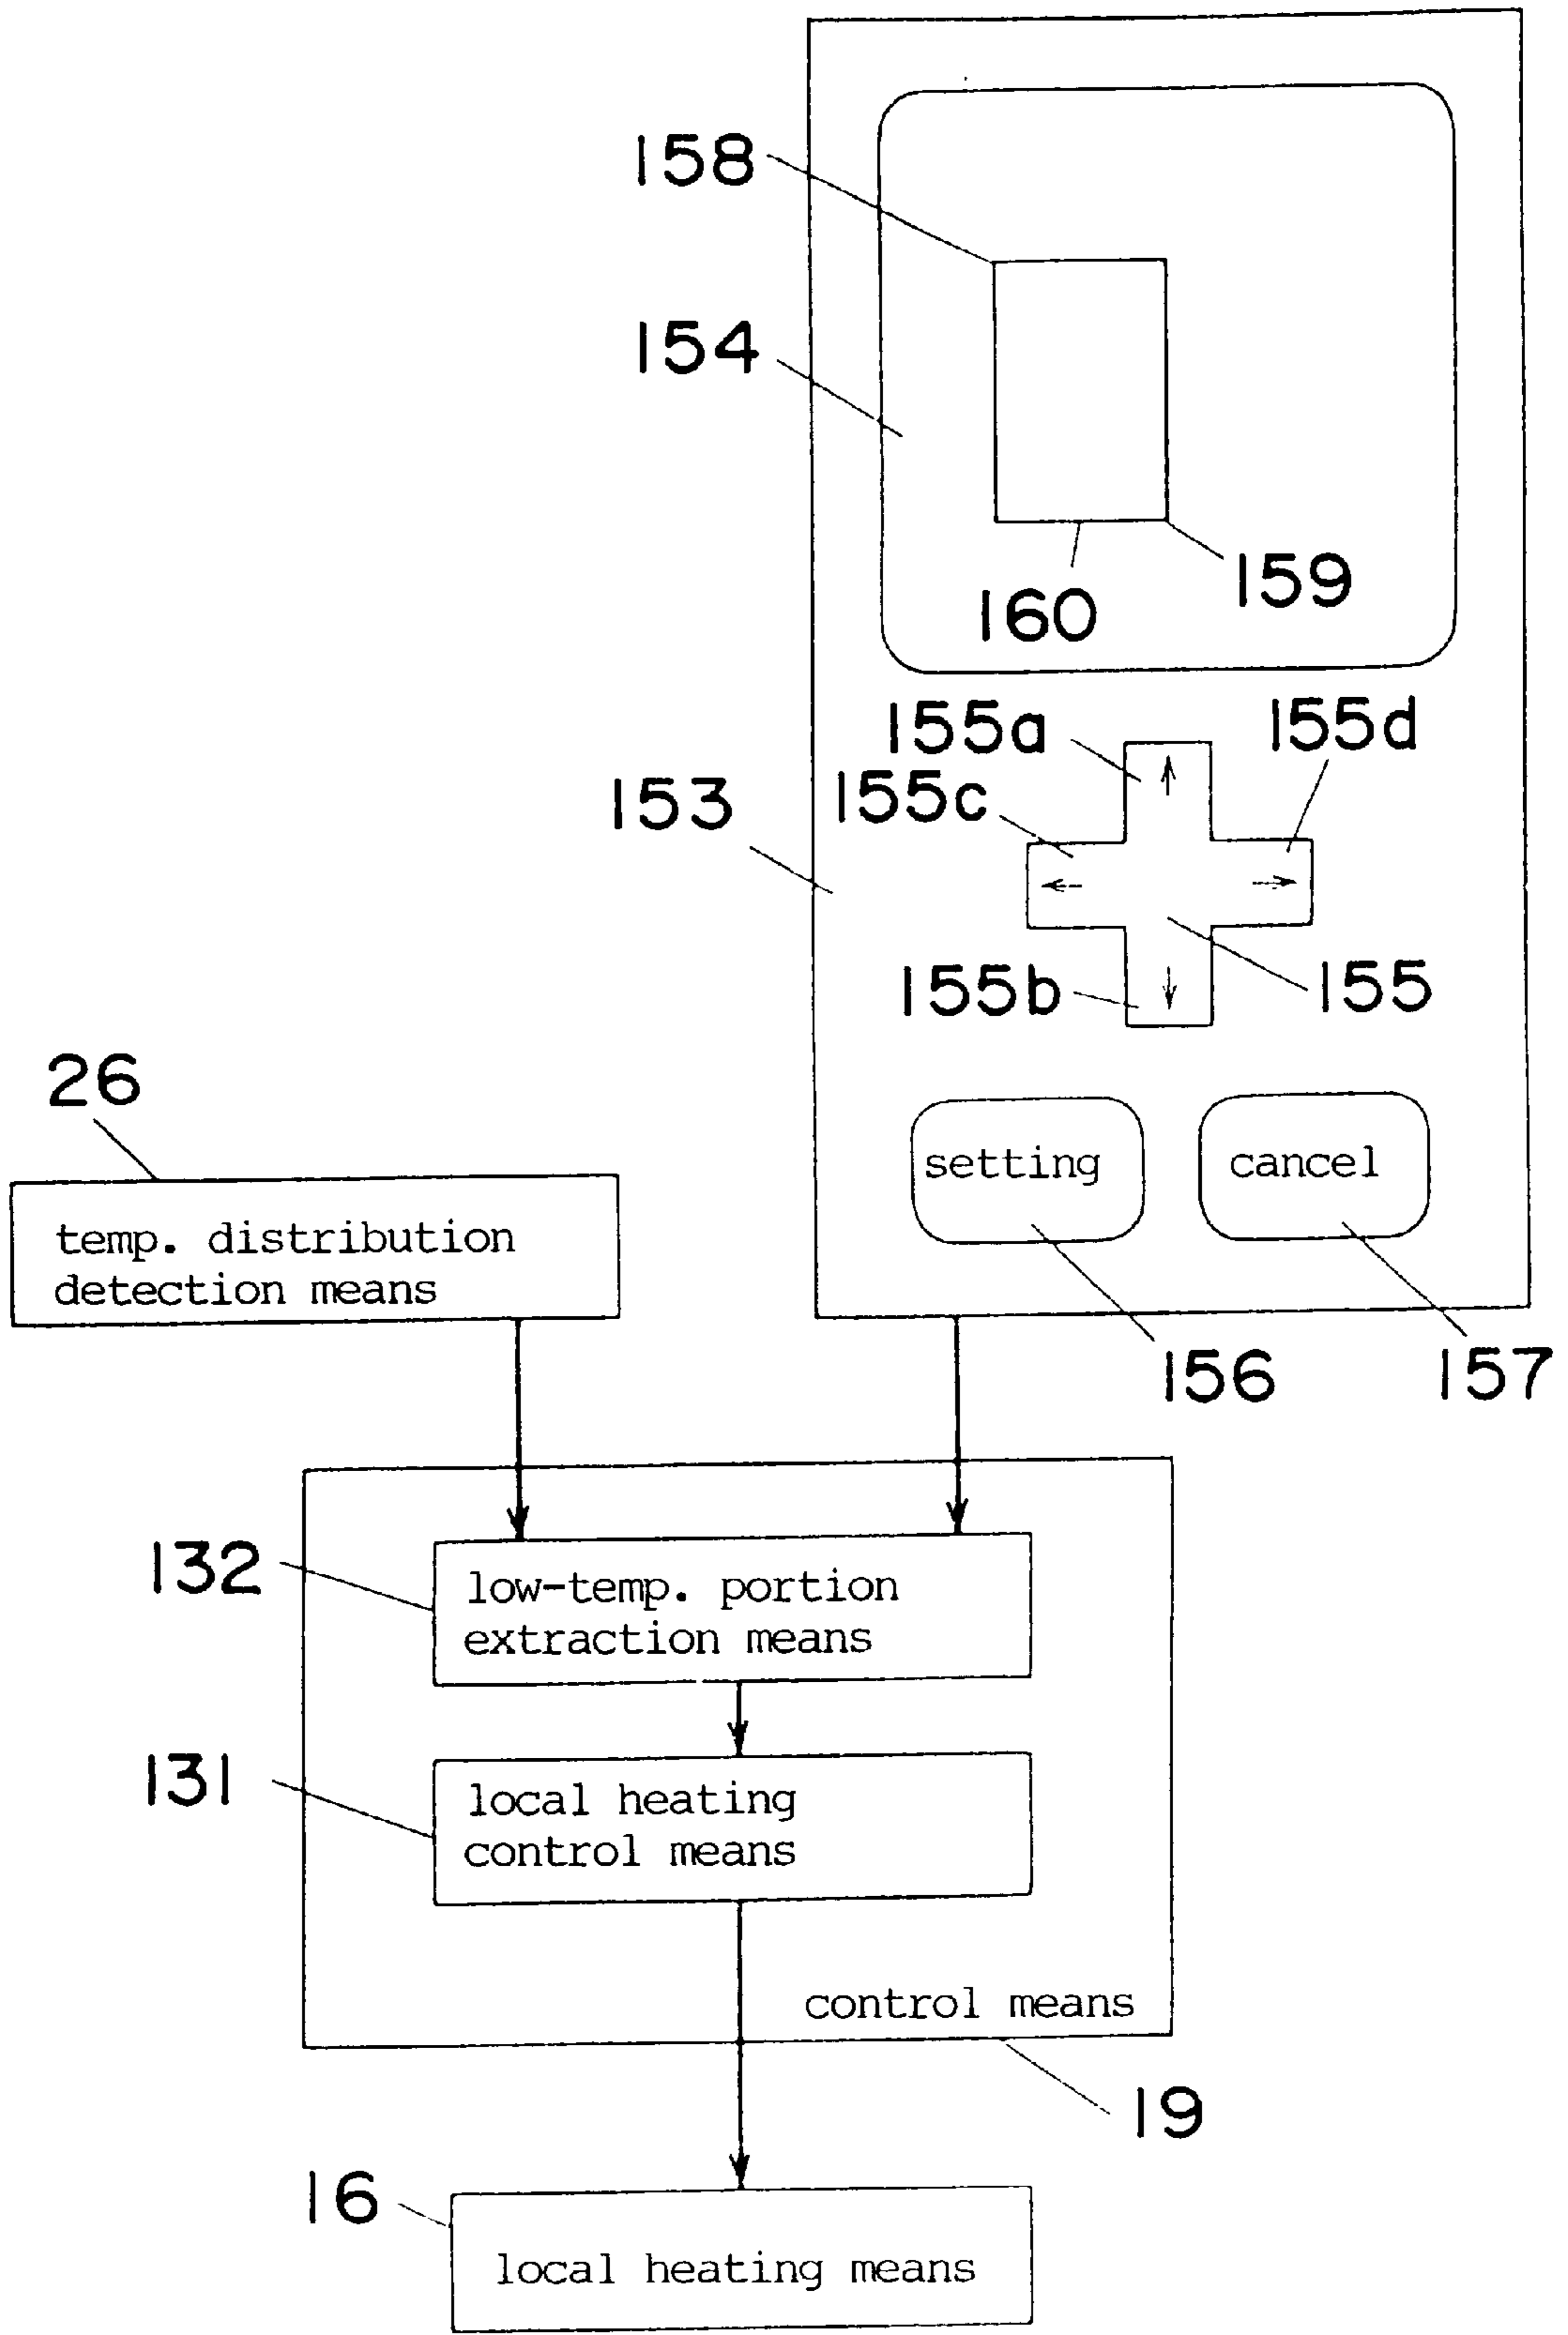 158
154
160
159
155a
155d
153
155c
155b
155
26
setting
cancel
temp. distribution
detection means
156
157
132
low-temp. portion
extraction means
131
local heating
control means
control means
19
16
local heating means